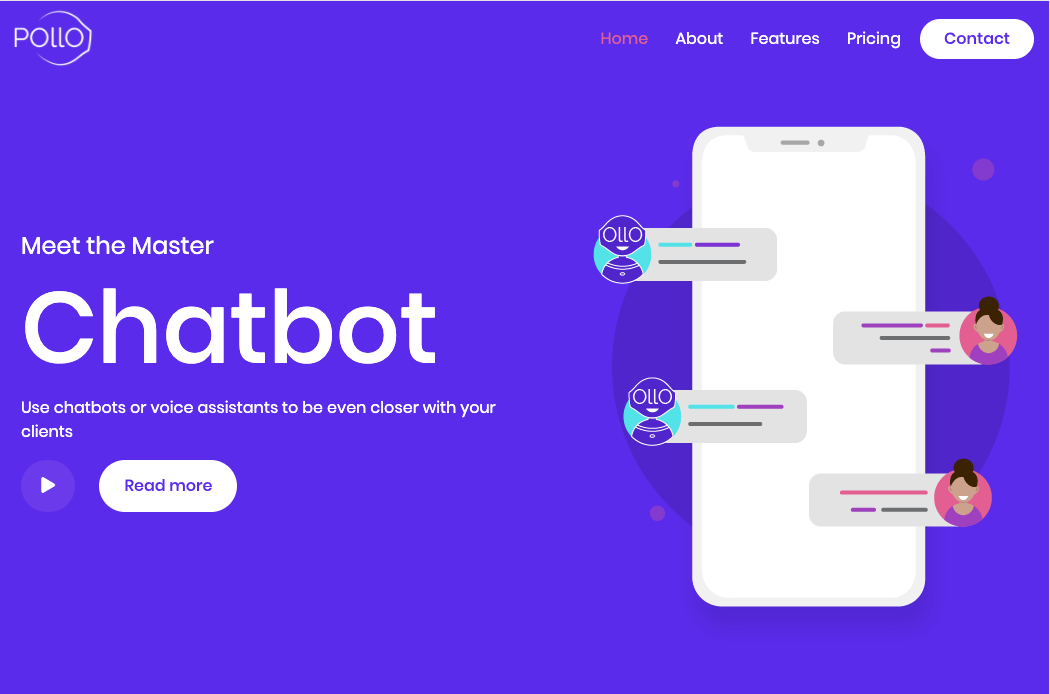 POLLO
Home About Features Pricing Contact
Meet the Master
Chatbot
Use chatbots or voice assistants to be even closer with your
clients
Read more
OLLO
OLLO